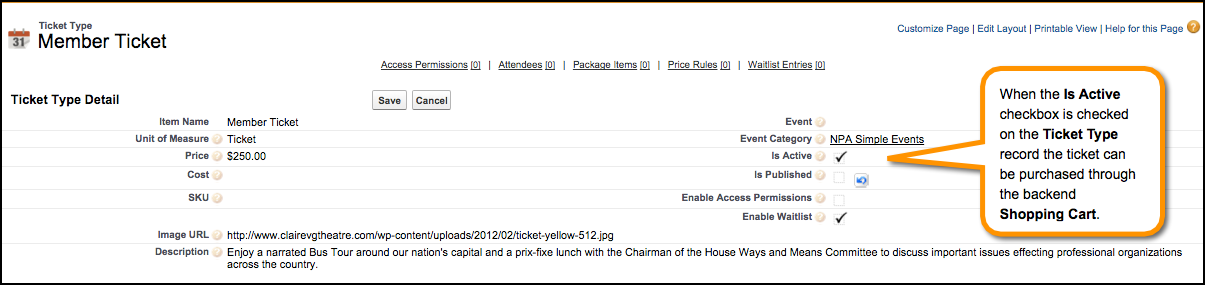 Ticket Type
Member Ticket
Customize Page | Edit Layout | Printable View | Help for this Page ?
31
Access Permissions [0] | Attendees [0] | Package Items [0] | Price Rules [0] | Waitlist Entries [0]
Ticket Type Detail
Save Cancel
Item Name Member Ticket
Event ?
Unit of Measure ? Ticket
Event Category ? NPA Simple Events
Price ? $250.00
Is Active ?
Cost ?
Is Published ?
SKU ?
Enable Access Permissions ?
Enable Waitlist ?
Image URL ? http://www.clairevgtheatre.com/wp-content/uploads/2012/02/ticket-yellow-512.jpg
Description ? Enjoy a narrated Bus Tour around our nation's capital and a prix-fixe lunch with the Chairman of the House Ways and Means Committee to discuss important issues effecting professional organizations
across the country.
When the Is Active
checkbox is checked
on the Ticket Type
record the ticket can
be purchased through
the backend
Shopping Cart.